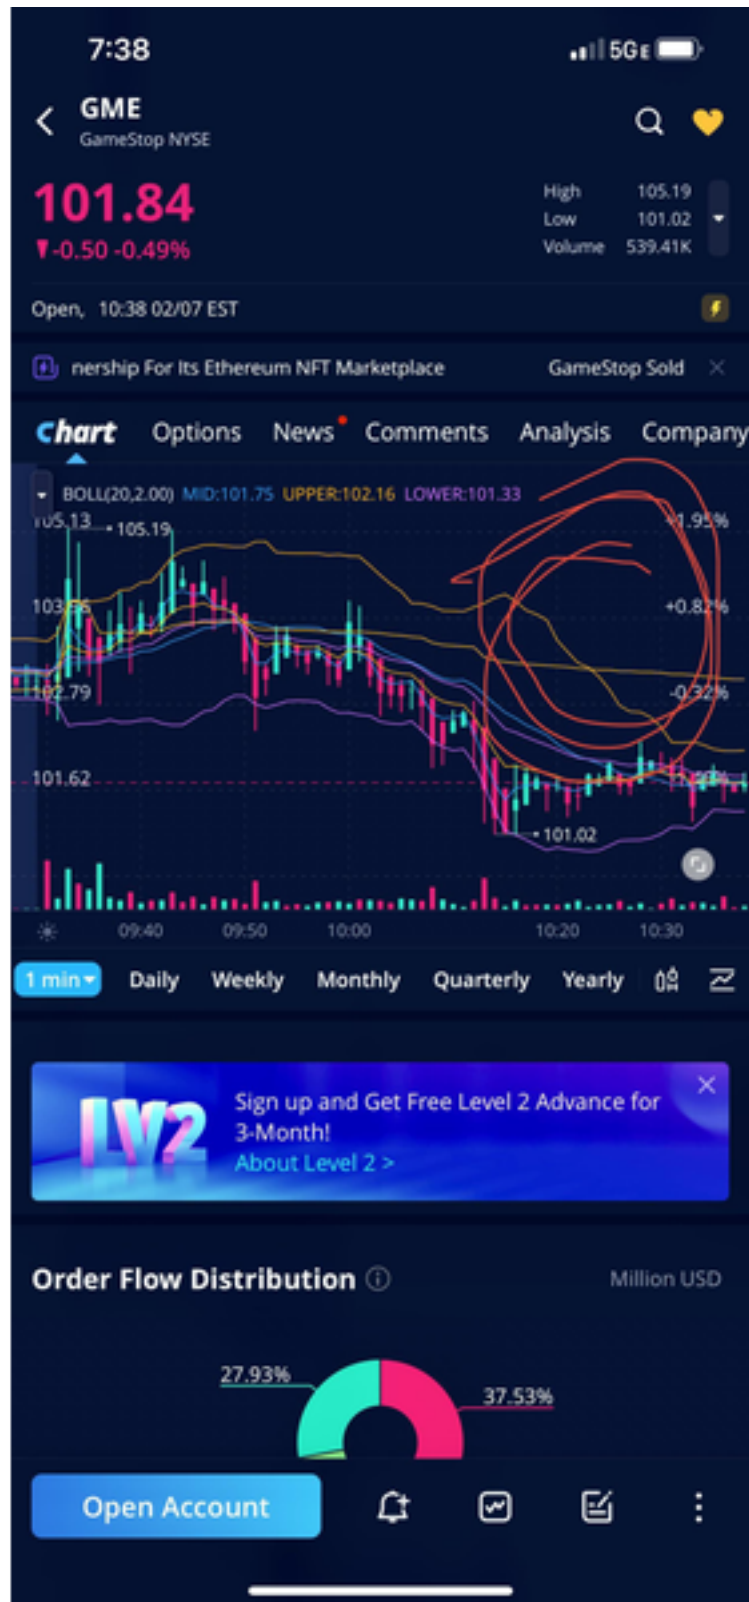 7:38 5GE
GME
GameStop NYSE
101.84
-0.50 -0.49%
High 105.19
Low 101.02
Volume 539.41K
Open, 10:38 02/07 EST
nership For Its Ethereum NFT Marketplace GameStop Sold
Chart Options News Comments Analysis Company
BOLL(20,2.00) MID:101.75 UPPER:102.16 LOWER:101.33
105.13 105.19 +1.95%
+0.82%
102.79 -0.32%
101.62
101.02
09:40 09:50 10:00 10:20 10:30
1 min Daily Weekly Monthly Quarterly Yearly
LV2
Sign up and Get Free Level 2 Advance for
3-Month!
About Level 2 >
Order Flow Distribution Million USD
27.93%
37.53%
Open Account